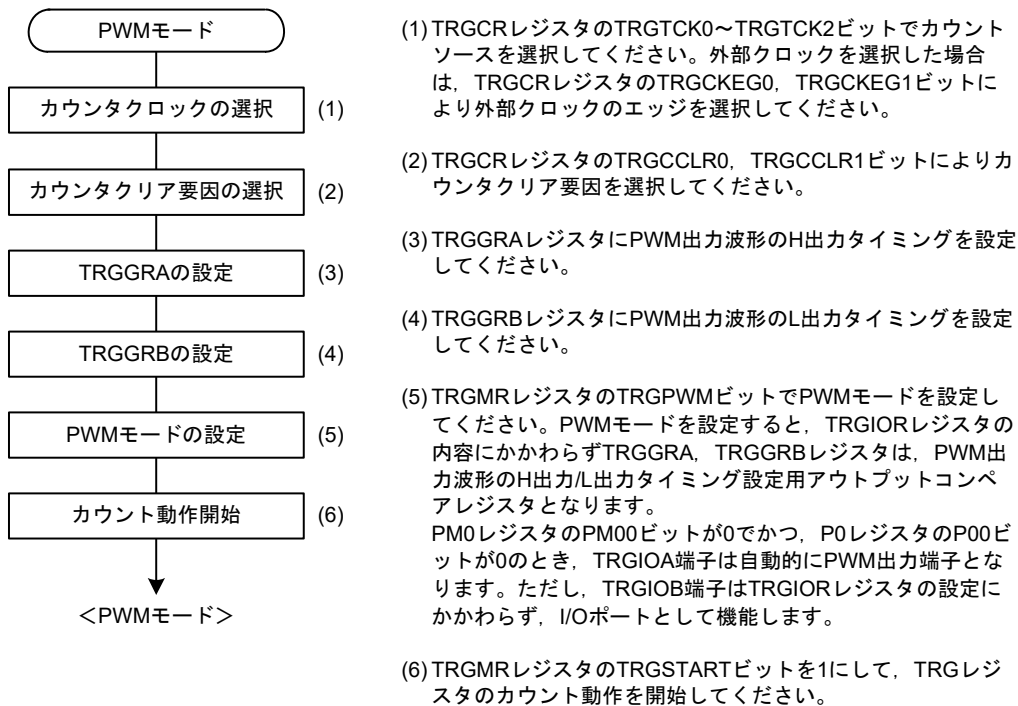 PWMモード
カウンタクロックの選択 (1)
カウンタクリア要因の選択 (2)
TRGGRAの設定 (3)
TRGGRBの設定 (4)
PWMモードの設定 (5)
カウント動作開始 (6)
＜PWMモード＞
(1) TRGCRレジスタのTRGTCK0～TRGTCK2ビットでカウント
ソースを選択してください。外部クロックを選択した場合
は，TRGCRレジスタのTRGCKEG0，TRGCKEG1ビットに
より外部クロックのエッジを選択してください。
(2) TRGCRレジスタのTRGCCLR0，TRGCCLR1ビットによりカ
ウンタクリア要因を選択してください。
(3) TRGGRAレジスタにPWM出力波形のH出力タイミングを設定
してください。
(4) TRGGRBレジスタにPWM出力波形のL出力タイミングを設定
してください。
(5) TRGMRレジスタのTRGPWMビットでPWMモードを設定し
てください。PWMモードを設定すると，TRGIORレジスタの
内容にかかわらずTRGGRA，TRGGRBレジスタは，PWM出
力波形のH出力/L出力タイミング設定用アウトプットコンペ
アレジスタとなります。
PM0レジスタのPM00ビットが0でかつ，P0レジスタのP00ビ
ットが0のとき，TRGIOA端子は自動的にPWM出力端子とな
ります。ただし，TRGIOB端子はTRGIORレジスタの設定に
かかわらず，I/Oポートとして機能します。
(6) TRGMRレジスタのTRGSTARTビットを1にして，TRGレジ
スタのカウント動作を開始してください。